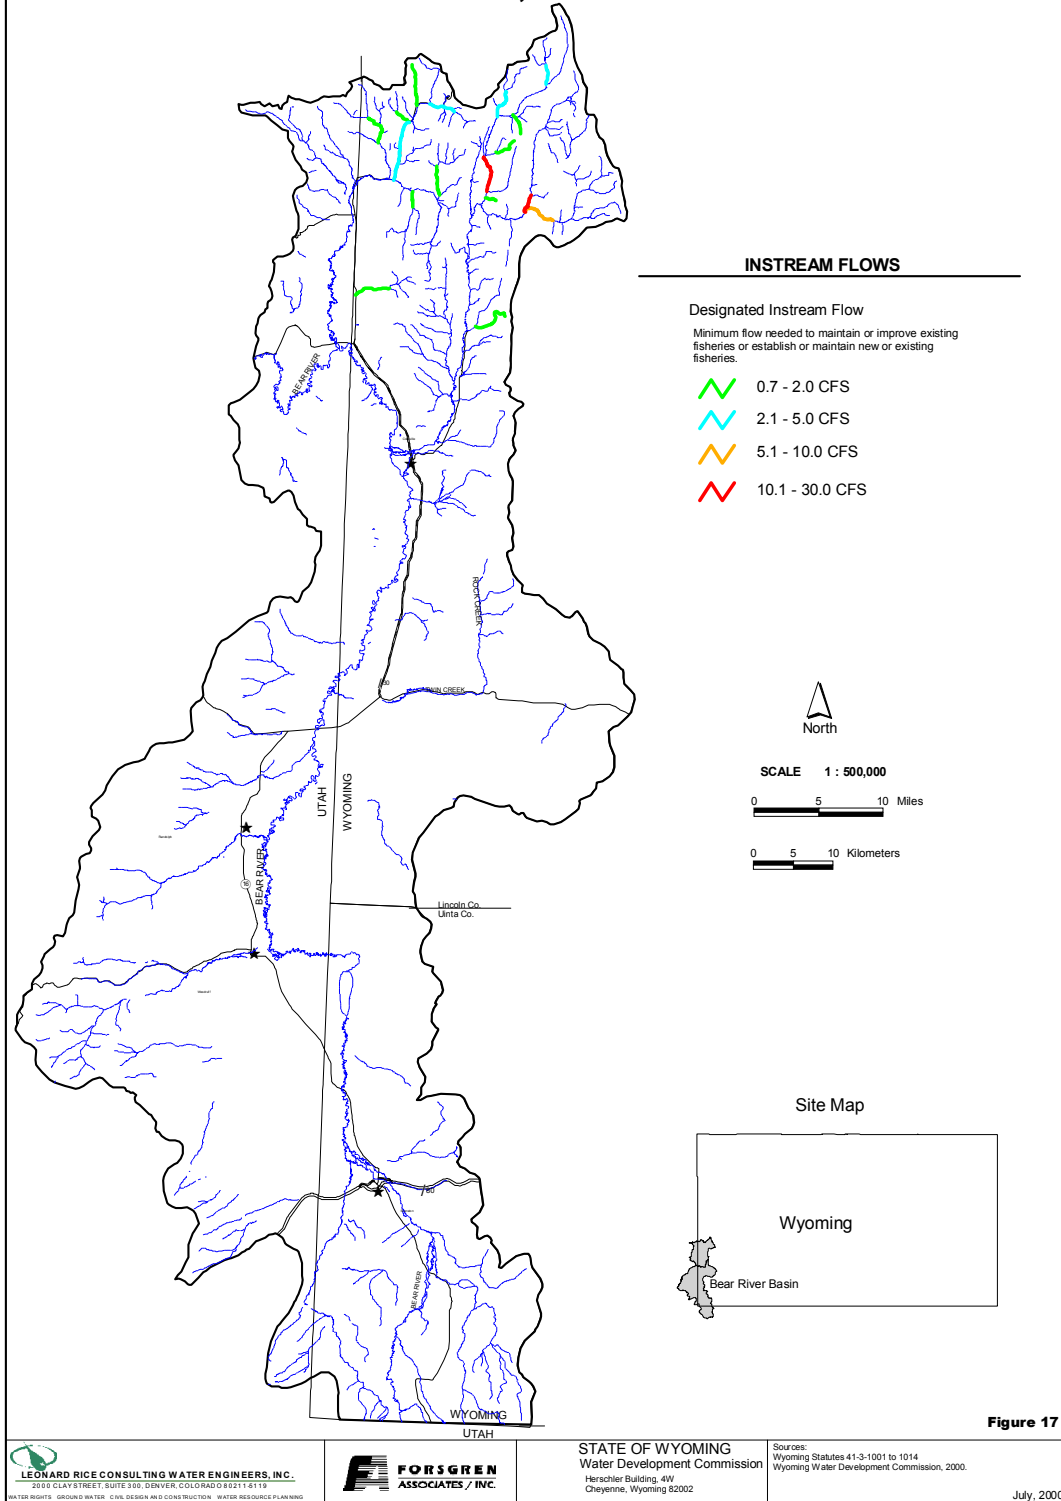 INSTREAM FLOWS
Designated Instream Flow
Minimum flow needed to maintain or improve existing
fisheries or establish or maintain new or existing
fisheries.
0.7 - 2.0 CFS
2.1 - 5.0 CFS
5.1 - 10.0 CFS
10.1 - 30.0 CFS
BEAR RIVER
ROCK CREEK
30
TWIN CREEK
North
SCALE 1 : 500,000
0 5 10 Miles
0 5 10 Kilometers
UTAH
WYOMING
Randolph
BEAR RIVER
16
Lincoln Co.
Uinta Co.
Woodruff
Site Map
Wyoming
Bear River Basin
80
BEAR RIVER
WYOMING
UTAH
Figure 17
LEONARD RICE CONSULTING WATER ENGINEERS, INC.
2000 CLAY STREET, SUITE 300, DENVER, COLORADO 80211-5119
WATER RIGHTS GROUND WATER CIVIL DESIGN AND CONSTRUCTION WATER RESOURCE PLANNING
FORSGREN
ASSOCIATES / INC.
STATE OF WYOMING
Water Development Commission
Herschler Building, 4W
Cheyenne, Wyoming 82002
Sources:
Wyoming Statutes 41-3-1001 to 1014
Wyoming Water Development Commission, 2000.
July, 2000